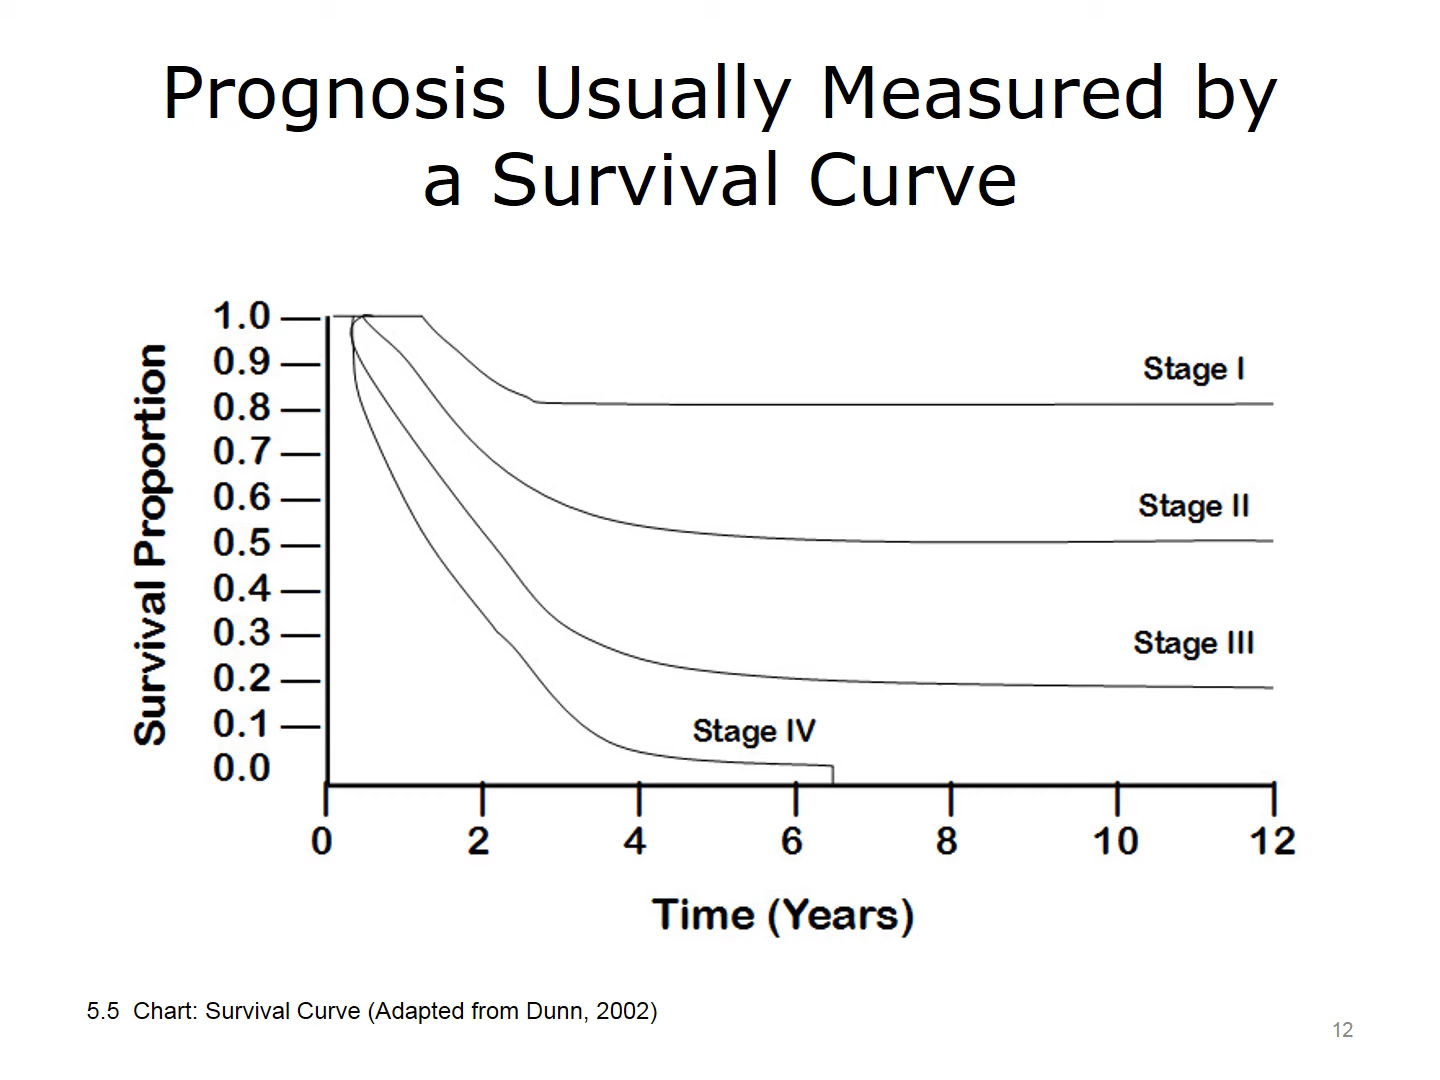 Prognosis Usually Measured by
a Survival Curve
Survival Proportion
1.0
0.9
0.8
0.7
0.6
0.5
0.4
0.3
0.2
0.1
0.0
Stage I
Stage II
Stage III
Stage IV
0 2 4 6 8 10 12
Time (Years)
5.5 Chart: Survival Curve (Adapted from Dunn, 2002)
12